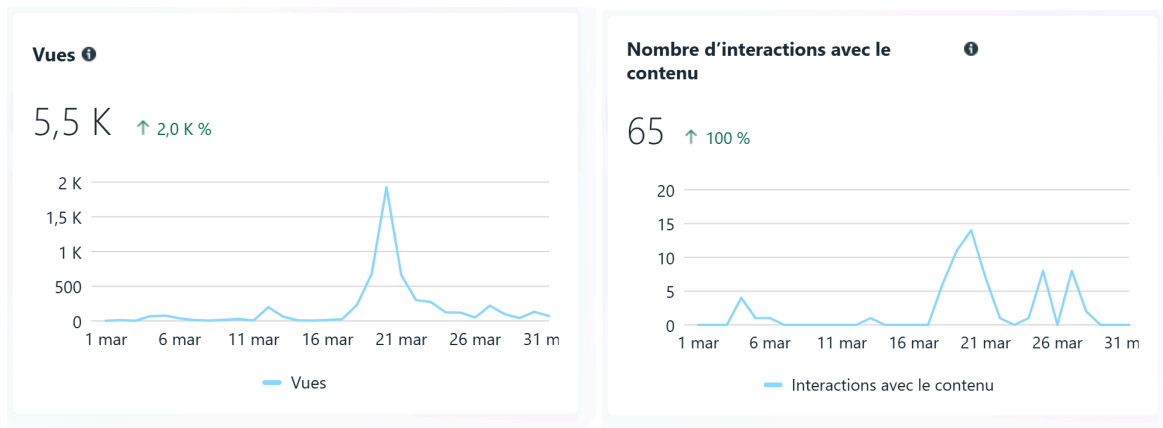 Vues
5,5 K ↑ 2,0 K %
2 K
1,5 K
1 K
500
0
1 mar 6 mar 11 mar 16 mar 21 mar 26 mar 31 m
Vues
Nombre d’interactions avec le
contenu
65 ↑ 100 %
20
15
10
5
0
1 mar 6 mar 11 mar 16 mar 21 mar 26 mar 31 m
Interactions avec le contenu